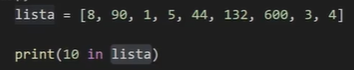 lista = [8, 90, 1, 5, 44, 132, 600, 3, 4]
print(10 in lista)